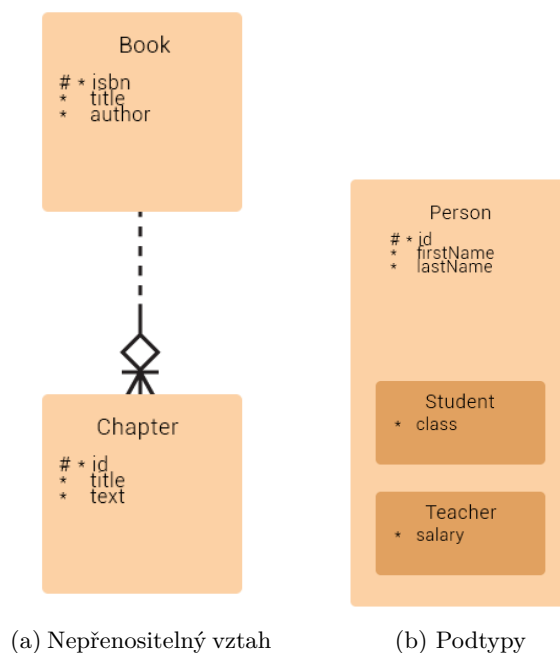 Book
# * isbn
* title
* author
Chapter
# * id
* title
* text
(a) Nepřenositelný vztah
Person
# * id
* firstName
* lastName
Student
* class
Teacher
* salary
(b) Podtypy